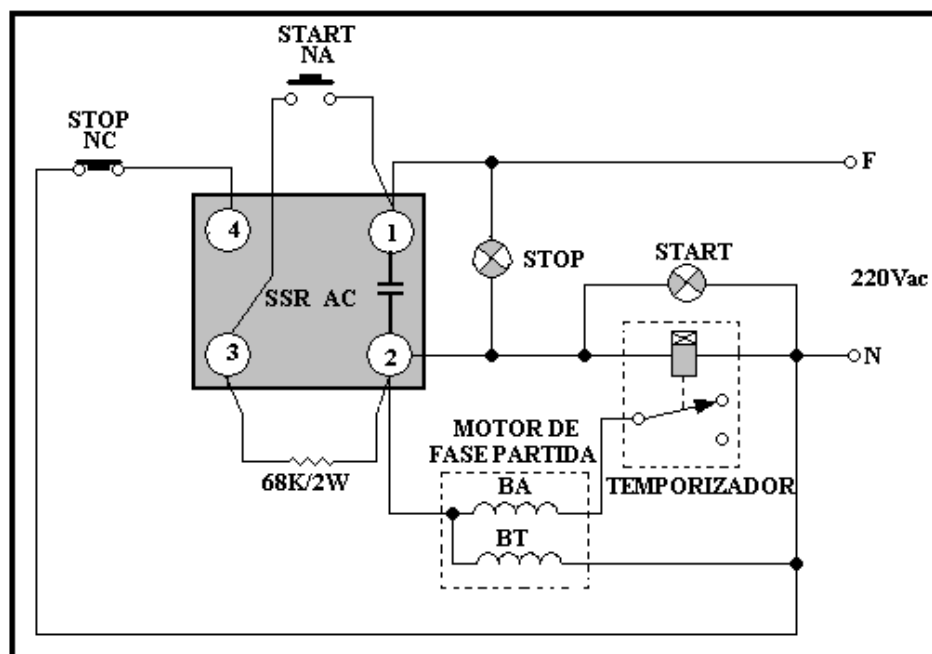 START
NA
STOP
NC
F
4
1
STOP
START
220Vac
SSR AC
3
2
N
MOTOR DE
FASE PARTIDA
68K/2W
TEMPORIZADOR
BA
BT